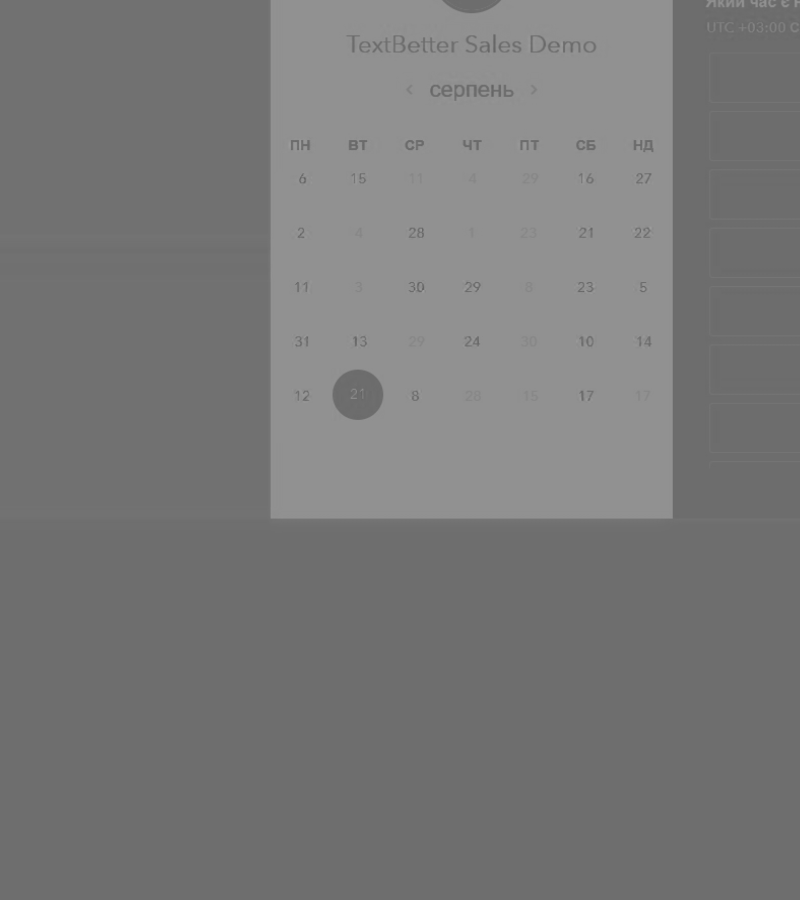 Який час є
UTC +03:00
TextBetter Sales Demo
‹ серпень ›
ПН ВТ СР ЧТ ПТ СБ НД
6 15 11 4 29 16 27
2 4 28 1 23 21 22
11 3 30 29 8 23 5
31 13 29 24 30 10 14
12 21 8 28 15 17 17